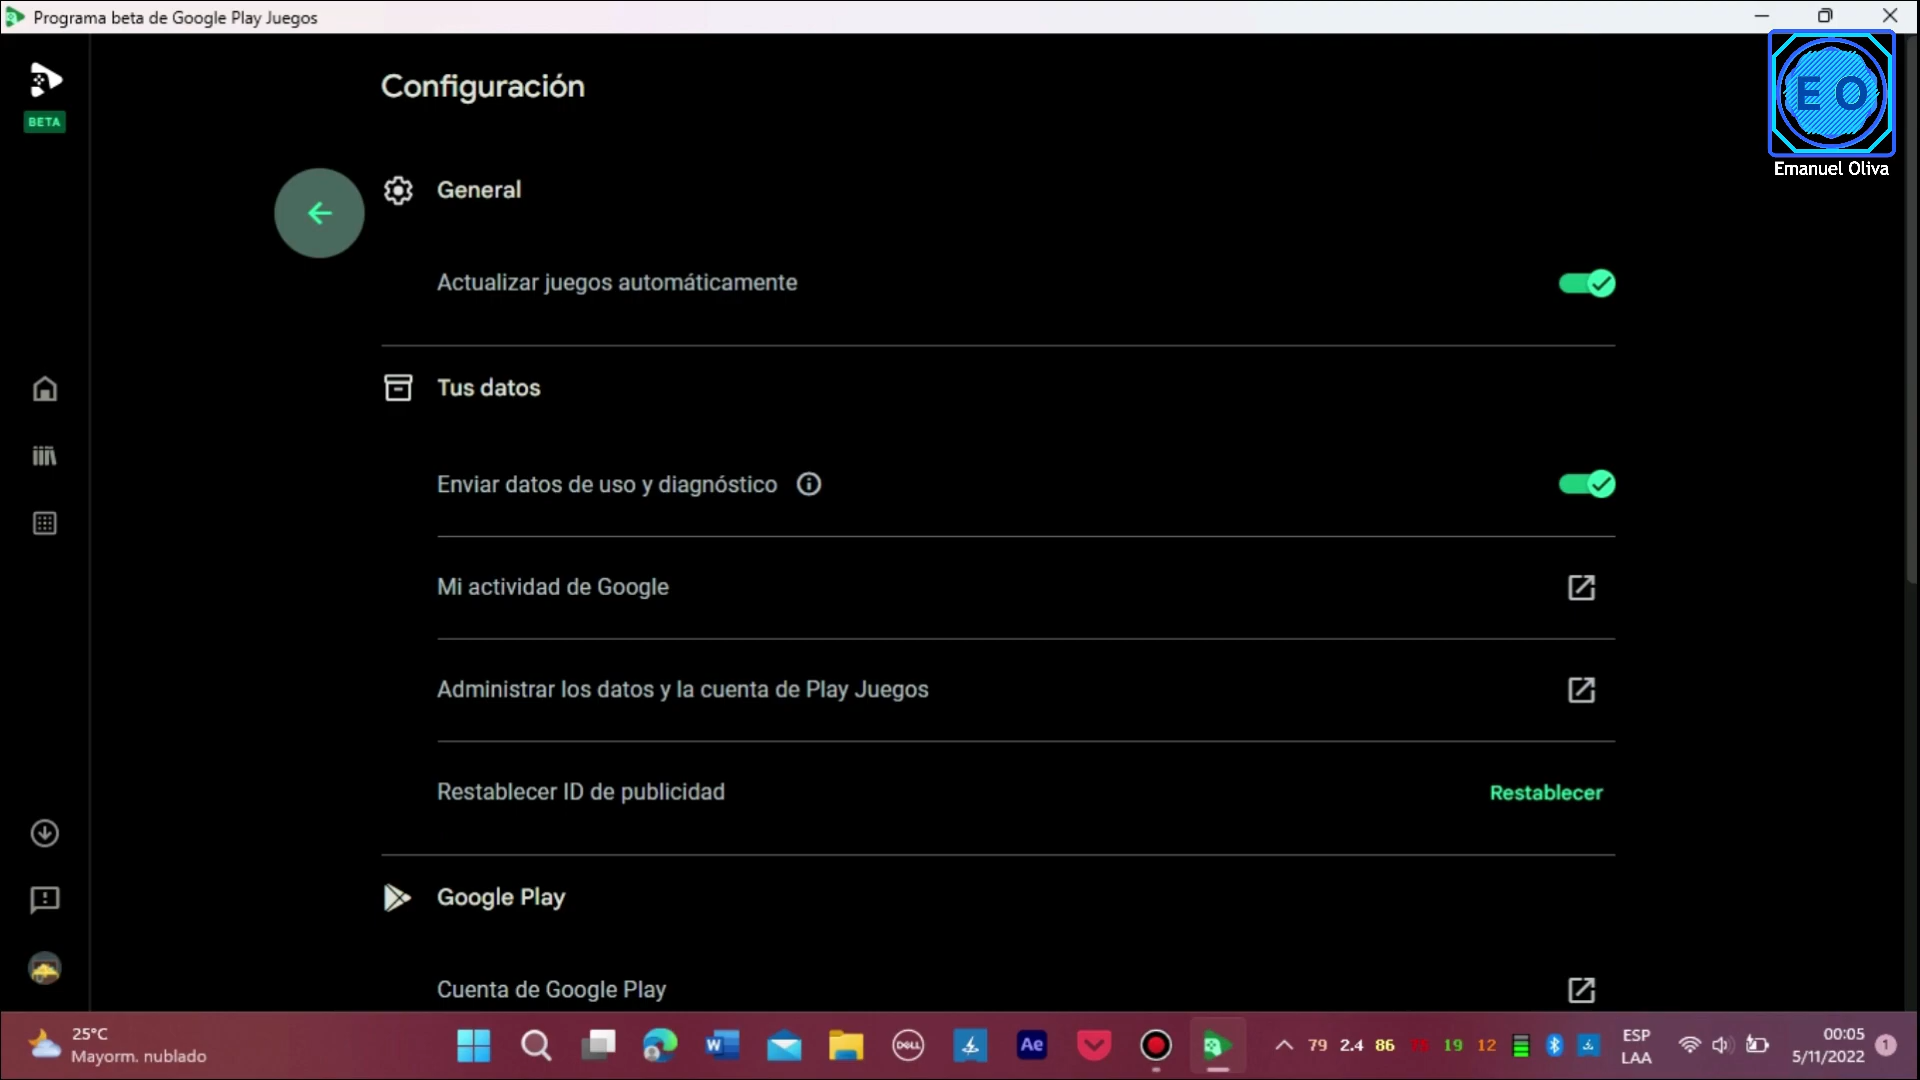 Programa beta de Google Play Juegos
BETA
Configuración
E O
Emanuel Oliva
General
Actualizar juegos automáticamente
Tus datos
Enviar datos de uso y diagnóstico
Mi actividad de Google
Administrar los datos y la cuenta de Play Juegos
Restablecer ID de publicidad
Restablecer
Google Play
Cuenta de Google Play
25°C
Mayorm. nublado
W
DELL
Ae
79 2.4 86 19 12
ESP
LAA
00:05
5/11/2022
1